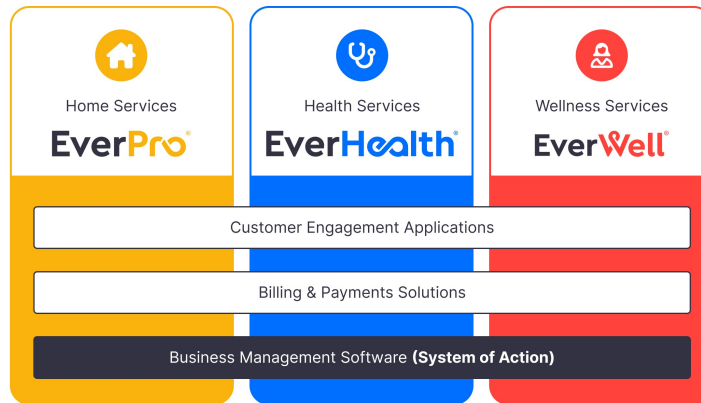 Home Services
EverPro®
Health Services
EverHealth®
Wellness Services
EverWell®
Customer Engagement Applications
Billing & Payments Solutions
Business Management Software (System of Action)